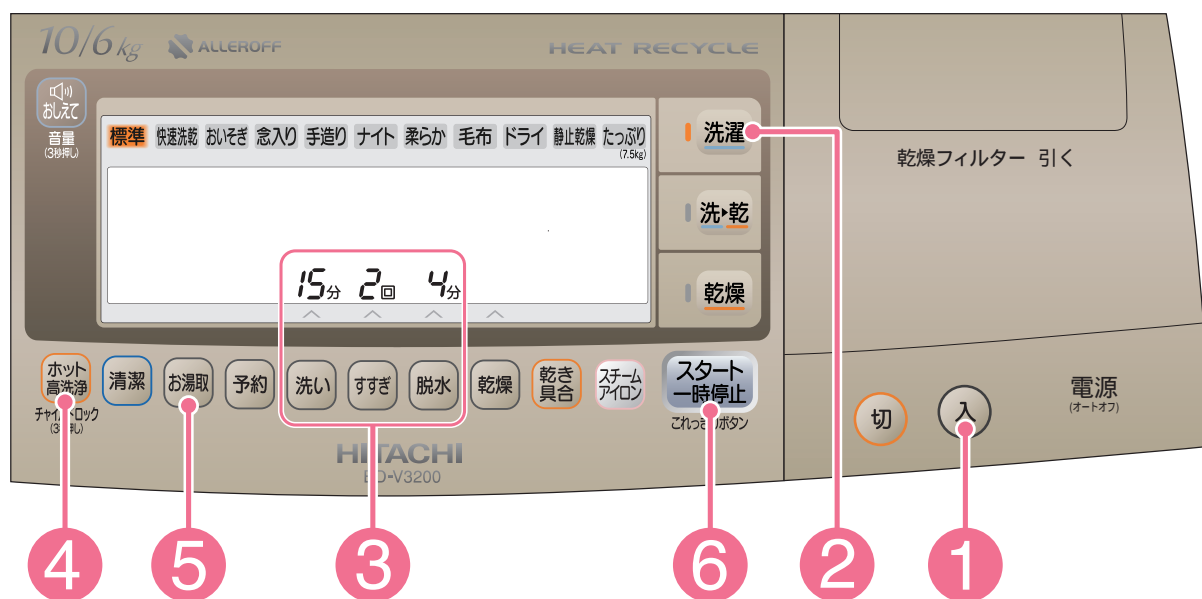 10/6kg ALLEROFF HEAT RECYCLE
おしえて
音量
(3秒押し)
標準 快速洗乾 おいそぎ 念入り 手造り ナイト 柔らか 毛布 ドライ 静止乾燥 たっぷり
(7.5kg)
15分 2回 4分
洗濯
洗▸乾
乾燥
乾燥フィルター 引く
ホット
高洗浄
チャイルドロック
(3秒押し)
清潔
お湯取
予約
洗い
すすぎ
脱水
乾燥
乾き
具合
スチーム
アイロン
スタート
一時停止
これっきりボタン
切
入
電源
(オートオフ)
HITACHI
BD-V3200
4 5 3 6 2 1